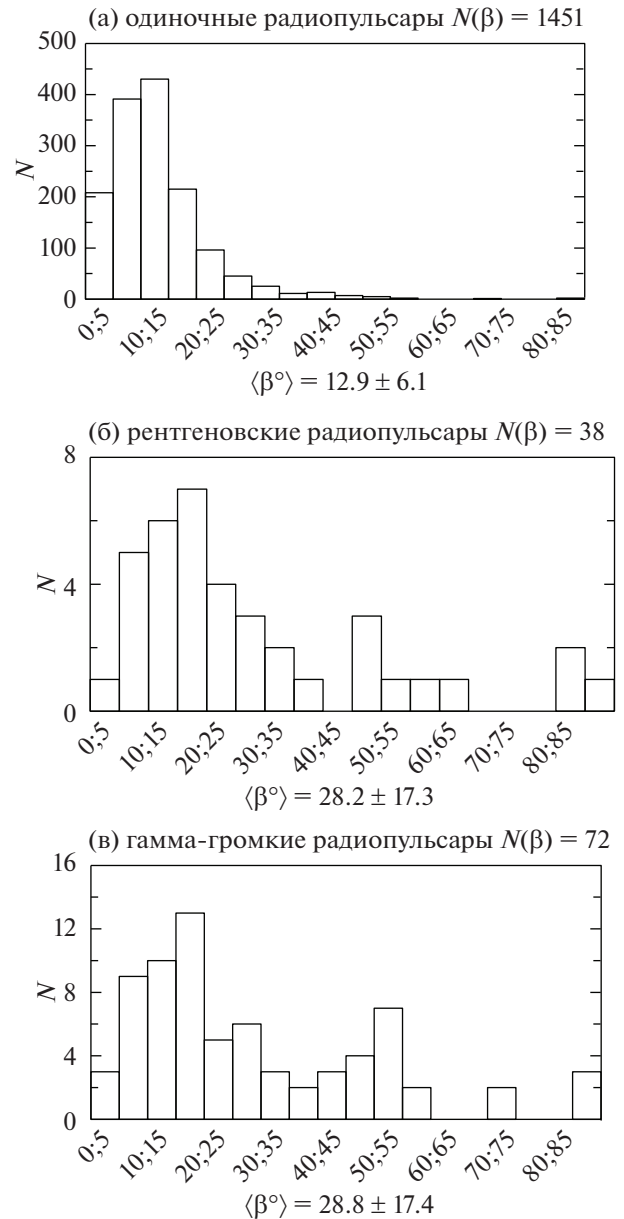 (а) одиночные радиопульсары N(β) = 1451
500
400
300
200
100
0
N
0;5 10;15 20;25 30;35 40;45 50;55 60;65 70;75 80;85
⟨β°⟩ = 12.9 ± 6.1
(б) рентгеновские радиопульсары N(β) = 38
8
4
0
N
0;5 10;15 20;25 30;35 40;45 50;55 60;65 70;75 80;85
⟨β°⟩ = 28.2 ± 17.3
(в) гамма-громкие радиопульсары N(β) = 72
16
12
8
4
0
N
0;5 10;15 20;25 30;35 40;45 50;55 60;65 70;75 80;85
⟨β°⟩ = 28.8 ± 17.4